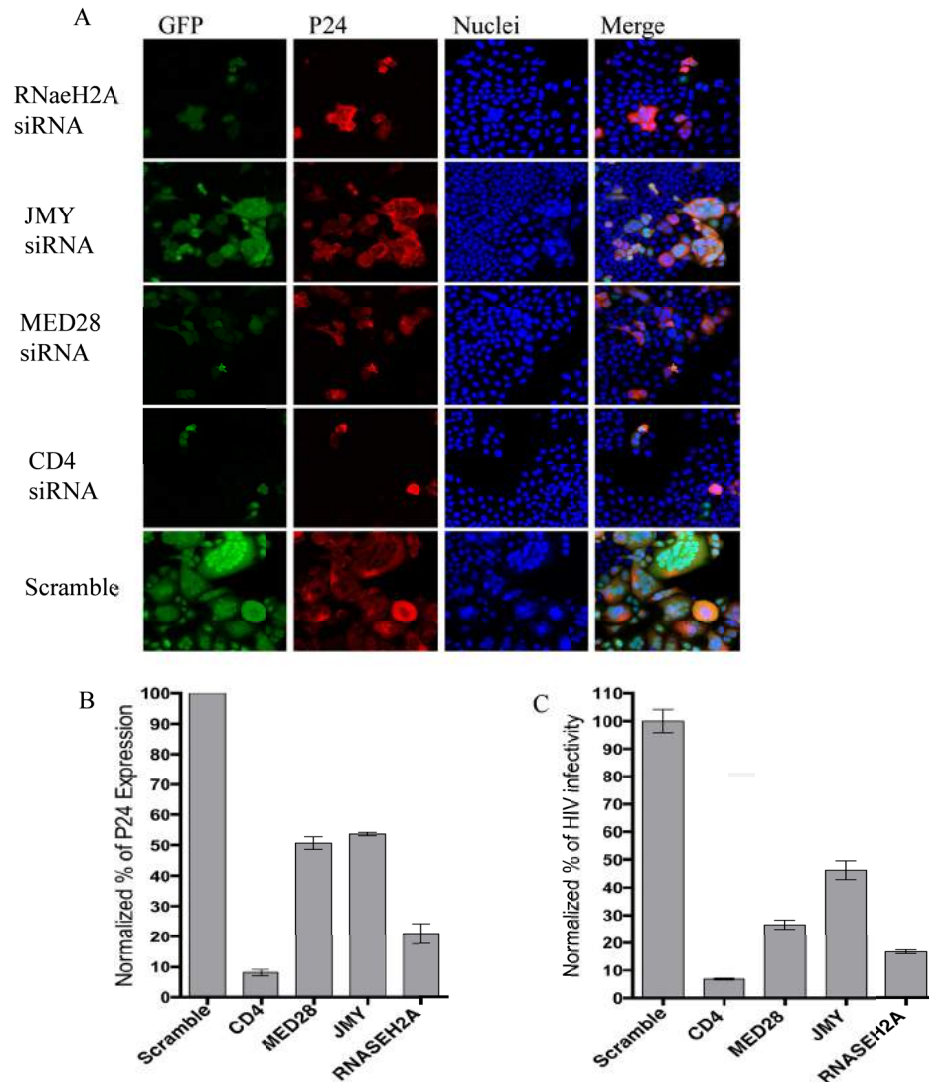 A
GFP P24 Nuclei Merge
RNaeH2A
siRNA
JMY
siRNA
MED28
siRNA
CD4
siRNA
Scramble
B
Normalized % of P24 Expression
100
90
80
70
60
50
40
30
20
10
0
Scramble
CD4
MED28
JMY
RNASEH2A
C
Normalized % of HIV infectivity
110
100
90
80
70
60
50
40
30
20
10
0
Scramble
CD4
MED28
JMY
RNASEH2A